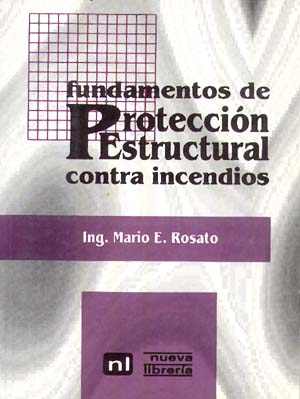 fundamentos de
Protección
Estructural
contra incendios
Ing. Mario E. Rosato
nl nueva
librería